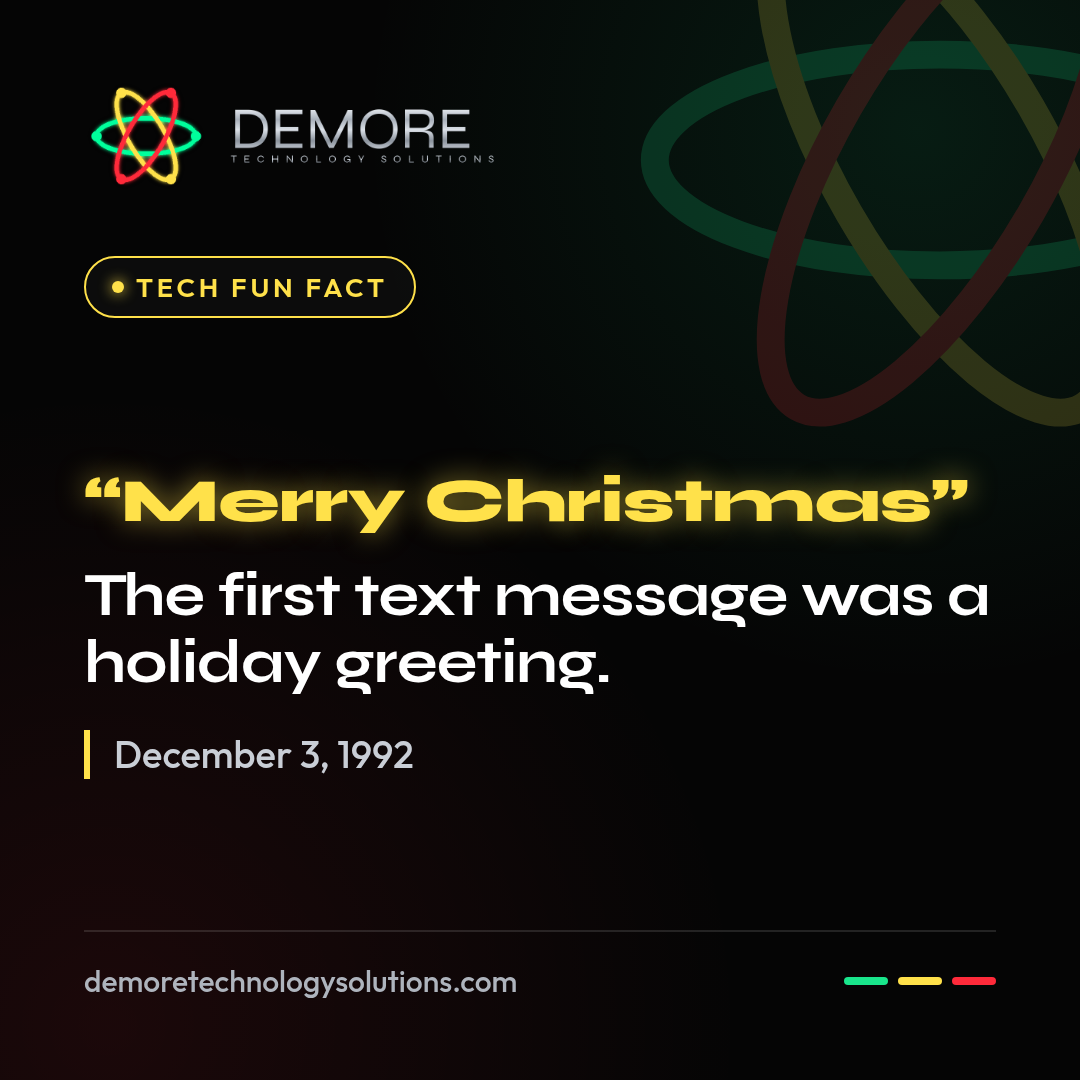 DEMORE
TECHNOLOGY SOLUTIONS
TECH FUN FACT
“Merry Christmas”
The first text message was a
holiday greeting.
December 3, 1992
demoretechnologysolutions.com